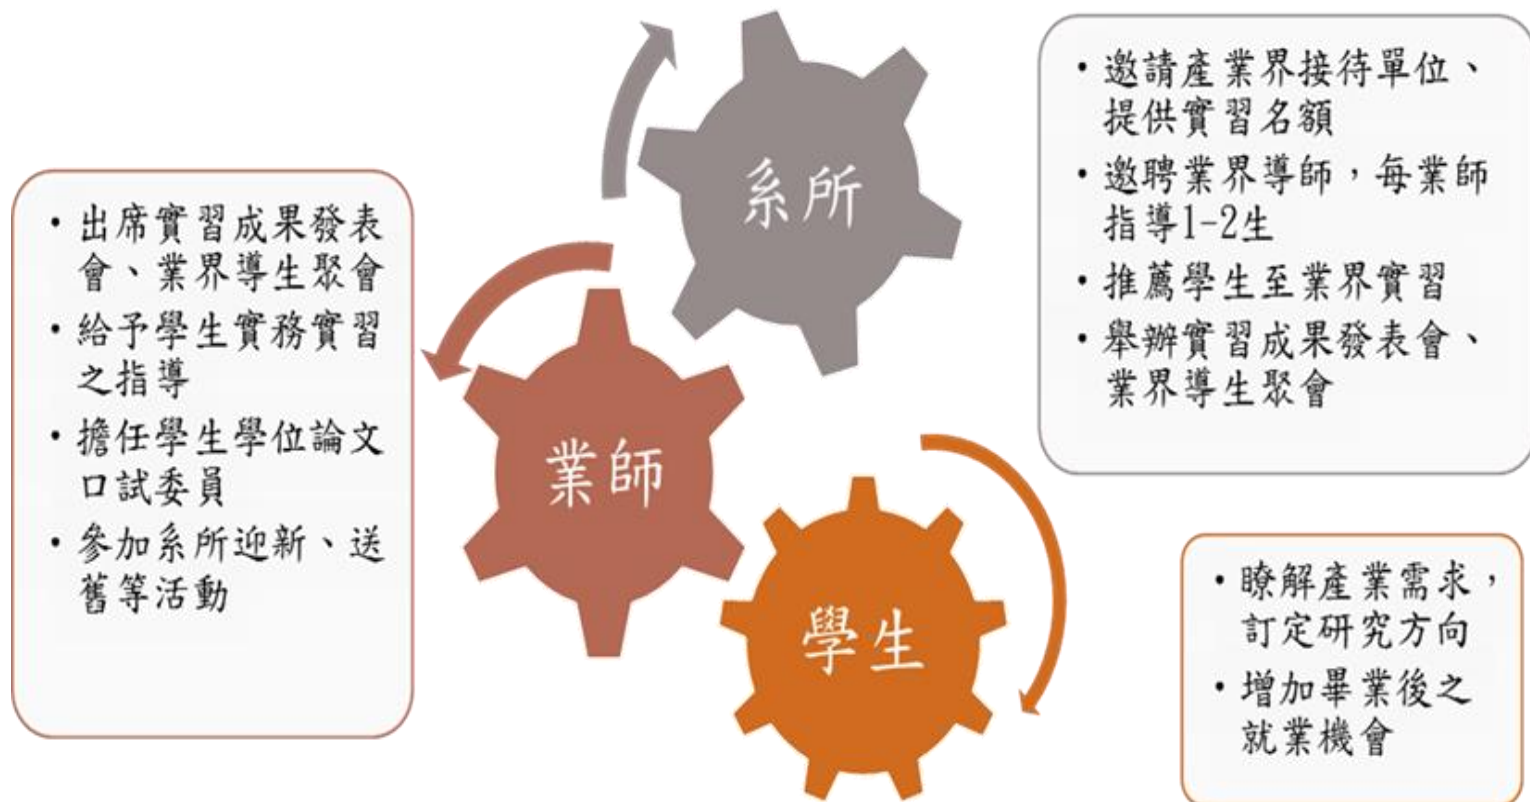 系所
• 邀請產業界接待單位、
提供實習名額
• 邀聘業界導師，每業師
指導1-2生
• 推薦學生至業界實習
• 舉辦實習成果發表會、
業界導生聚會
業師
• 出席實習成果發表
會、業界導生聚會
• 給予學生實務實習
之指導
• 擔任學生學位論文
口試委員
• 參加系所迎新、送
舊等活動
學生
• 瞭解產業需求，
訂定研究方向
• 增加畢業後之
就業機會